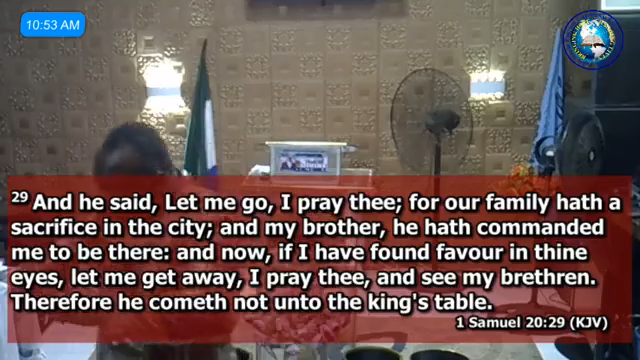 10:53 AM
29 And he said, Let me go, I pray thee; for our family hath a
sacrifice in the city; and my brother, he hath commanded
me to be there: and now, if I have found favour in thine
eyes, let me get away, I pray thee, and see my brethren.
Therefore he cometh not unto the king's table.
1 Samuel 20:29 (KJV)